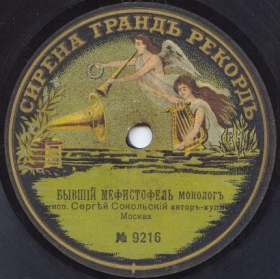 СИРЕНА ГРАНДЪ РЕКОРДЪ
БЫВШІЙ МЕФИСТОФЕЛЬ МОНОЛОГЪ
исп. Сергѣй Сокольскій авторъ-купл
Москва
№ 9216